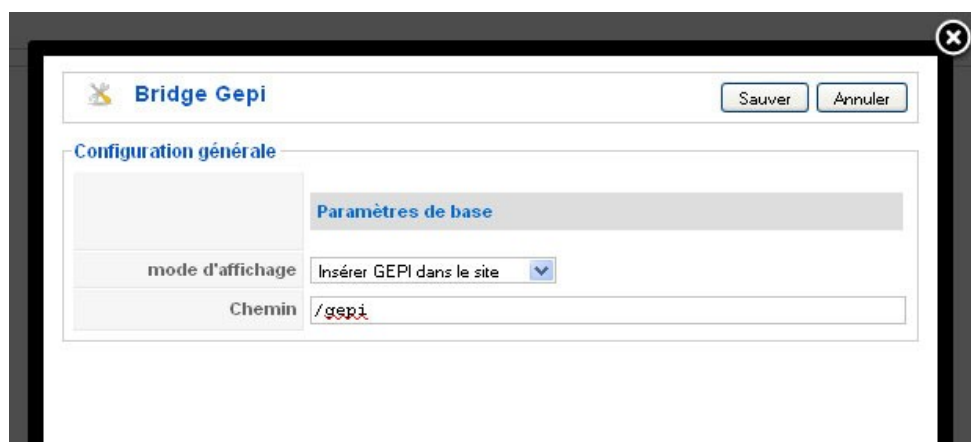 Bridge Gepi
Sauver Annuler
Configuration générale
Paramètres de base
mode d'affichage Insérer GEPI dans le site
Chemin /gepi